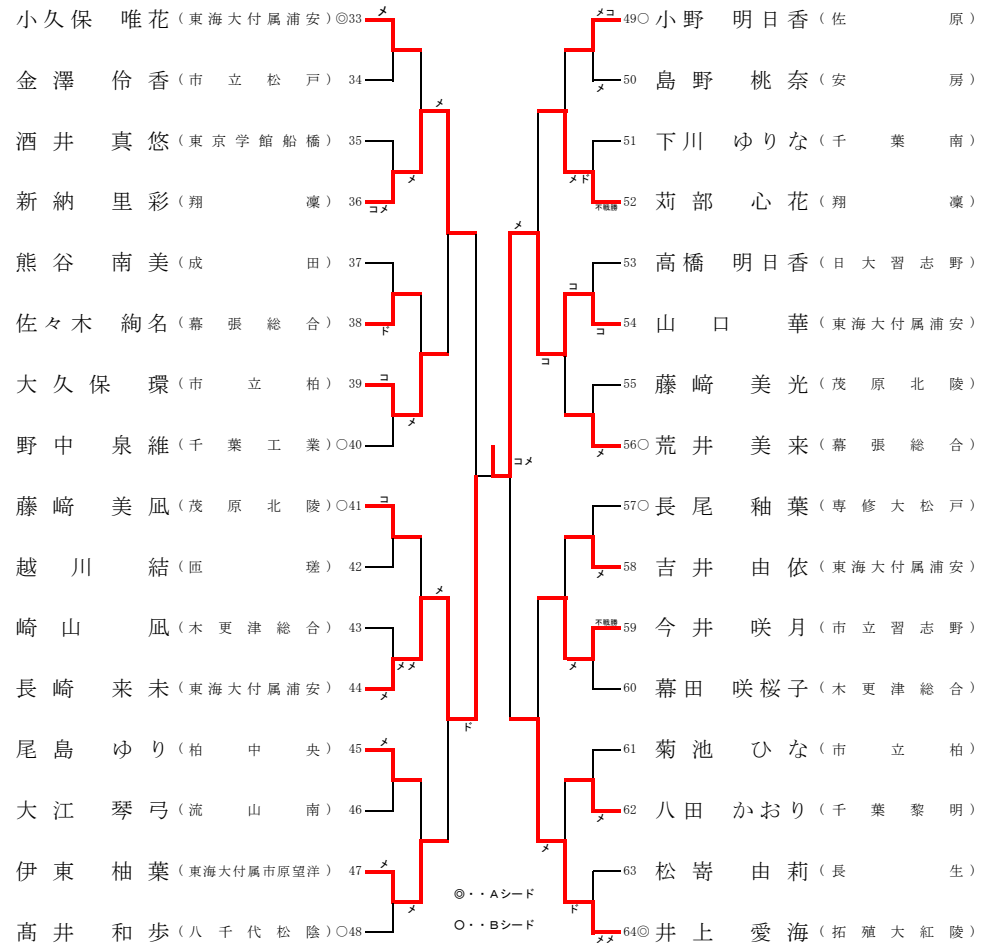 小久保 唯花（東海大付属浦安）◎33 メ
金澤 伶香（市立松戸） 34
メ
酒井 真悠（東京学館船橋） 35
メ
新納 里彩（翔凜） 36 コメ
熊谷 南美（成田） 37
佐々木 絢名（幕張総合） 38 ド
大久保 環（市立柏） 39 コ
メ
野中 泉維（千葉工業）○40
藤﨑 美凪（茂原北陵）○41 コ
越川 結（匝瑳） 42
メ
崎山 凪（木更津総合） 43
メメ
長崎 来未（東海大付属浦安） 44 メ
ド
尾島 ゆり（柏中央） 45 メ
大江 琴弓（流山南） 46
伊東 柚葉（東海大付属市原望洋） 47 メ
メ
髙井 和歩（八千代松陰）○48
メコ 49○ 小野 明日香（佐原）
メ 50 島野 桃奈（安房）
51 下川 ゆりな（千葉南）
メド
不戦勝 52 苅部 心花（翔凜）
メ
53 高橋 明日香（日大習志野）
コ
コ 54 山口 華（東海大付属浦安）
コ
55 藤﨑 美光（茂原北陵）
メ 56○ 荒井 美来（幕張総合）
コメ
57○ 長尾 釉葉（専修大松戸）
メ 58 吉井 由依（東海大付属浦安）
不戦勝 59 今井 咲月（市立習志野）
メ
60 幕田 咲桜子（木更津総合）
61 菊池 ひな（市立柏）
メ 62 八田 かおり（千葉黎明）
メ
63 松嵜 由莉（長生）
ド
メメ 64◎ 井上 愛海（拓殖大紅陵）
◎・・Aシード
○・・Bシード